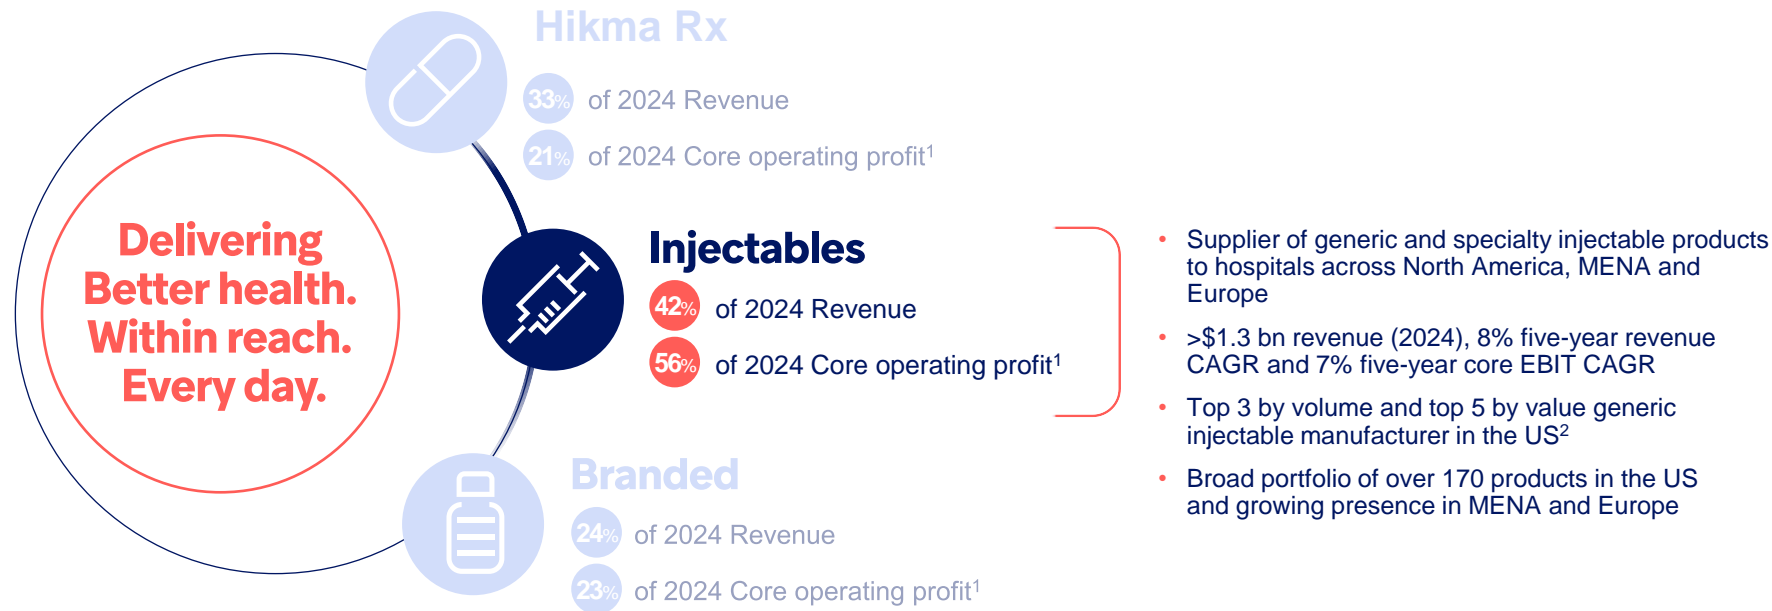 Hikma Rx
33% of 2024 Revenue
21% of 2024 Core operating profit¹
Delivering
Better health.
Within reach.
Every day.
Injectables
42% of 2024 Revenue
56% of 2024 Core operating profit¹
• Supplier of generic and specialty injectable products
to hospitals across North America, MENA and
Europe
• >$1.3 bn revenue (2024), 8% five-year revenue
CAGR and 7% five-year core EBIT CAGR
• Top 3 by volume and top 5 by value generic
injectable manufacturer in the US²
• Broad portfolio of over 170 products in the US
and growing presence in MENA and Europe
Branded
24% of 2024 Revenue
23% of 2024 Core operating profit¹